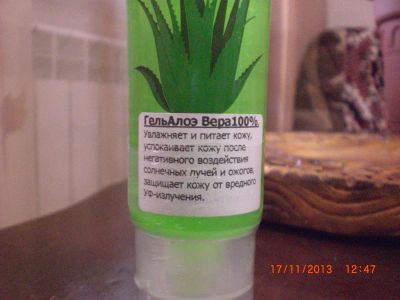 ГельАлоэ Вера100%.
Увлажняет и питает кожу,
успокаивает кожу после
негативного воздействия
солнечных лучей и ожогов,
защищает кожу от вредного
УФ-излучения.
17/11/2013 12:47